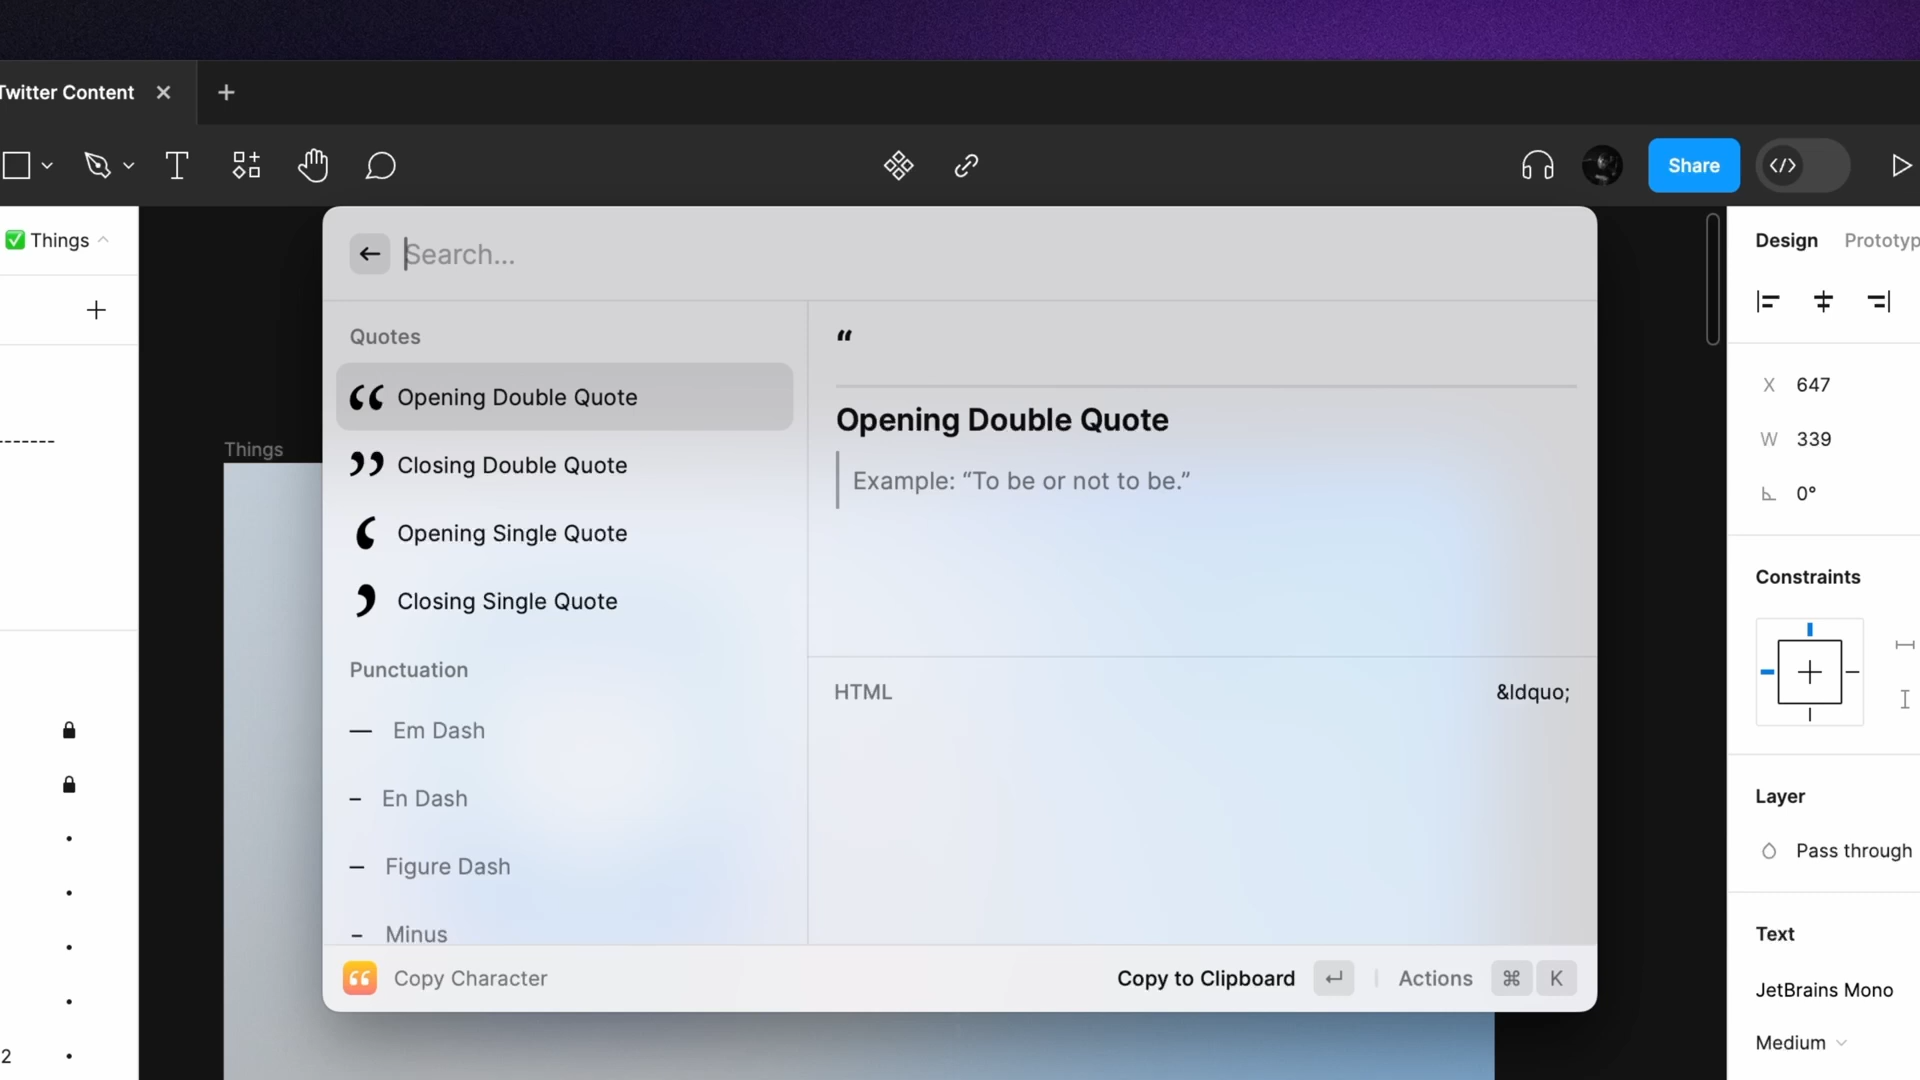 Twitter Content
Share
Things
Design
Prototyp
Search...
Quotes
“ Opening Double Quote
” Closing Double Quote
‘ Opening Single Quote
’ Closing Single Quote
Punctuation
— Em Dash
– En Dash
‒ Figure Dash
− Minus
“
Opening Double Quote
Example: “To be or not to be.”
HTML
&ldquo;
Copy Character
Copy to Clipboard ↵
Actions ⌘ K
Things
X 647
W 339
0°
Constraints
Layer
Pass through
Text
JetBrains Mono
Medium
2